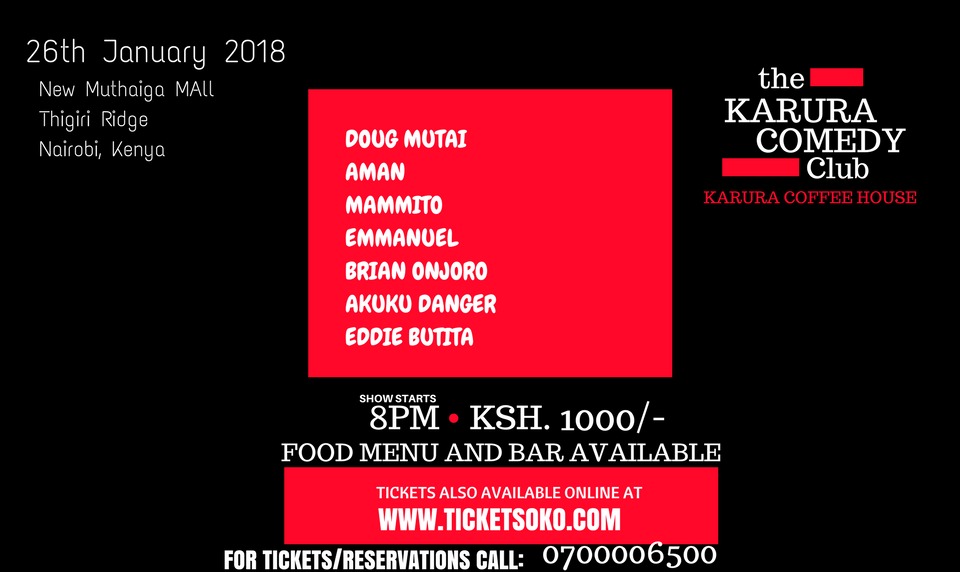 26th January 2018
New Muthaiga MAll
Thigiri Ridge
Nairobi, Kenya
the
KARURA
COMEDY
Club
KARURA COFFEE HOUSE
DOUG MUTAI
AMAN
MAMMITO
EMMANUEL
BRIAN ONJORO
AKUKU DANGER
EDDIE BUTITA
SHOW STARTS
8PM • KSH. 1000/-
FOOD MENU AND BAR AVAILABLE
TICKETS ALSO AVAILABLE ONLINE AT
WWW.TICKETSOKO.COM
FOR TICKETS/RESERVATIONS CALL: 0700006500